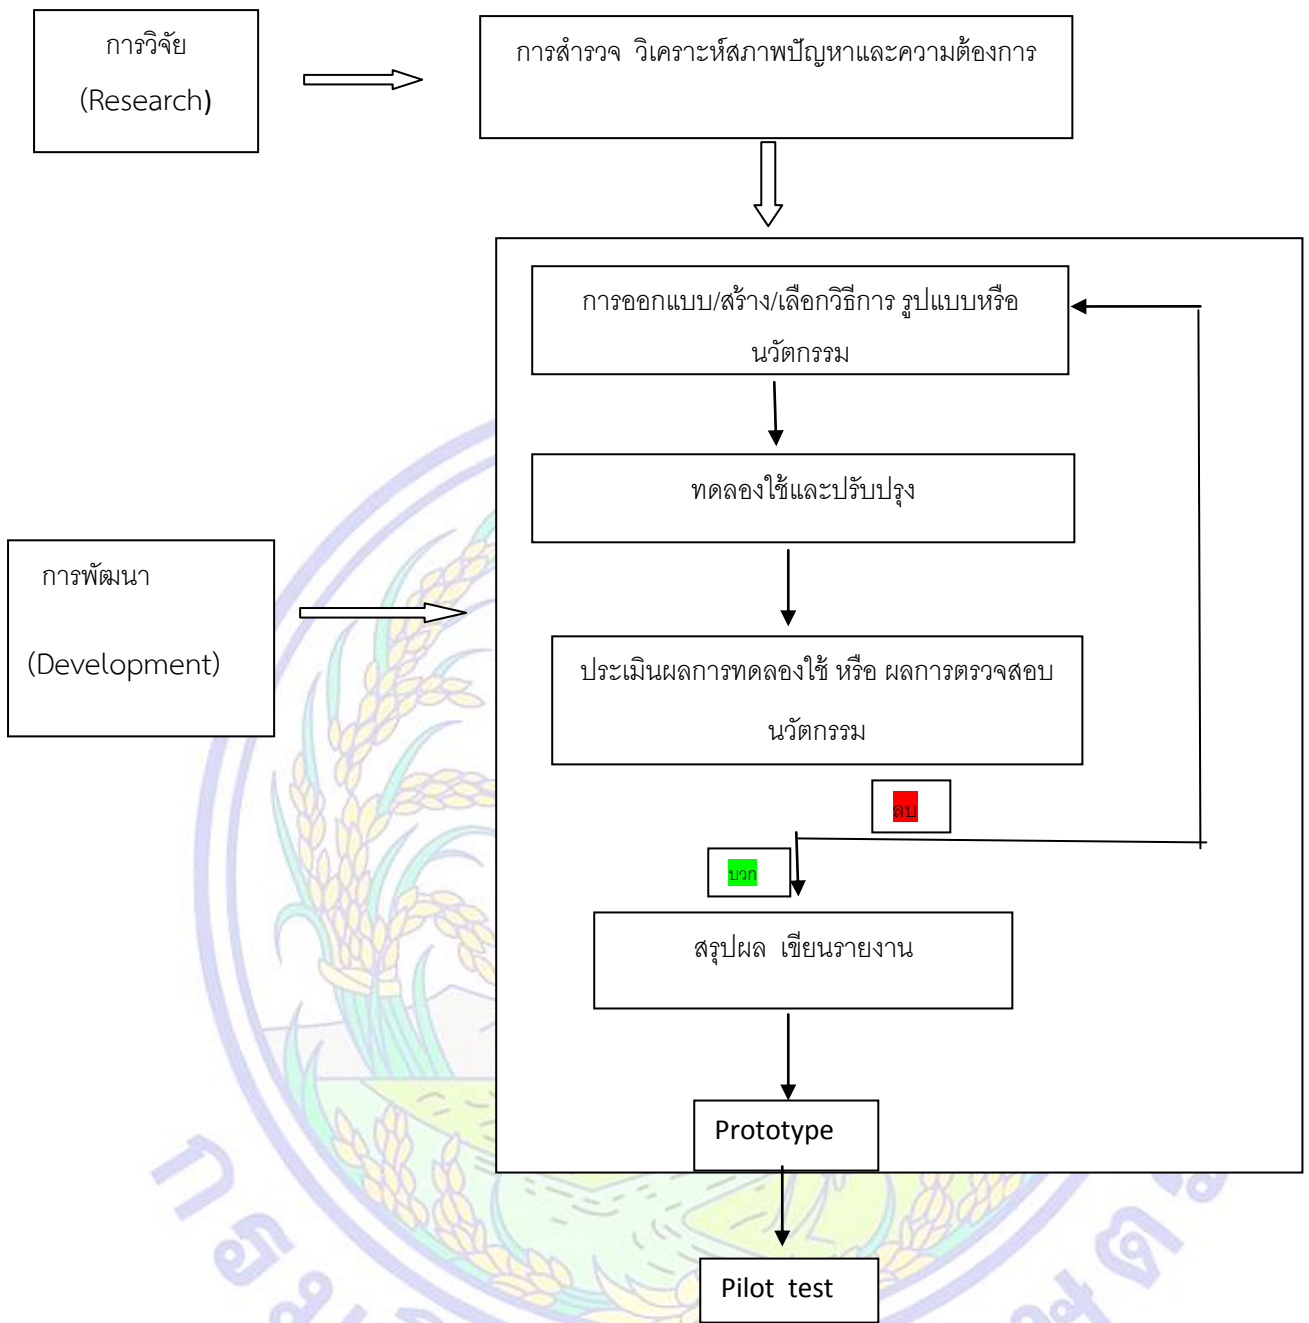 การวิจัย
(Research)
การสำรวจ วิเคราะห์สภาพปัญหาและความต้องการ
การออกแบบ/สร้าง/เลือกวิธีการ รูปแบบหรือ
นวัตกรรม
ทดลองใช้และปรับปรุง
การพัฒนา
(Development)
ประเมินผลการทดลองใช้ หรือ ผลการตรวจสอบ
นวัตกรรม
ลบ
บวก
สรุปผล เขียนรายงาน
Prototype
Pilot test